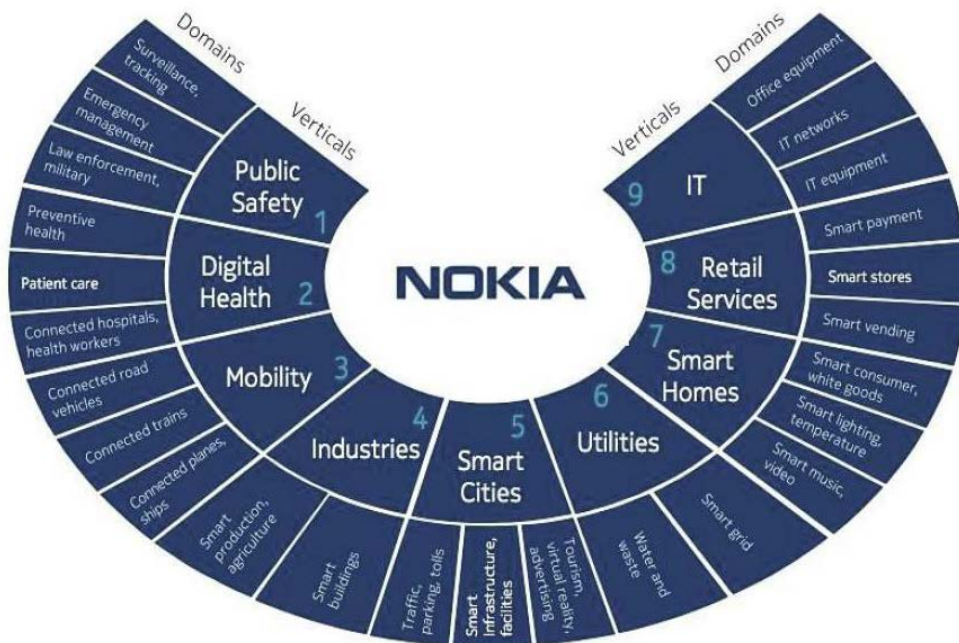 Domains
Verticals
Surveillance,
tracking
Emergency
management
Law enforcement,
military
Public
Safety
1
Preventive
health
Patient care
Connected hospitals,
health workers
Digital
Health
2
Connected road
vehicles
Connected trains
Connected planes,
ships
Mobility
3
Smart
production,
agriculture
Smart
buildings
Industries
4
Traffic,
parking, tolls
Smart
Infrastructure,
facilities
Tourism,
virtual reality,
advertising
Smart
Cities
5
Water and
waste
Smart grid
Utilities
6
Smart music,
video
Smart lighting,
temperature
Smart consumer,
white goods
Smart
Homes
7
Smart vending
Smart stores
Smart payment
Retail
Services
8
IT equipment
IT networks
Office equipment
IT
9
Verticals
Domains
NOKIA